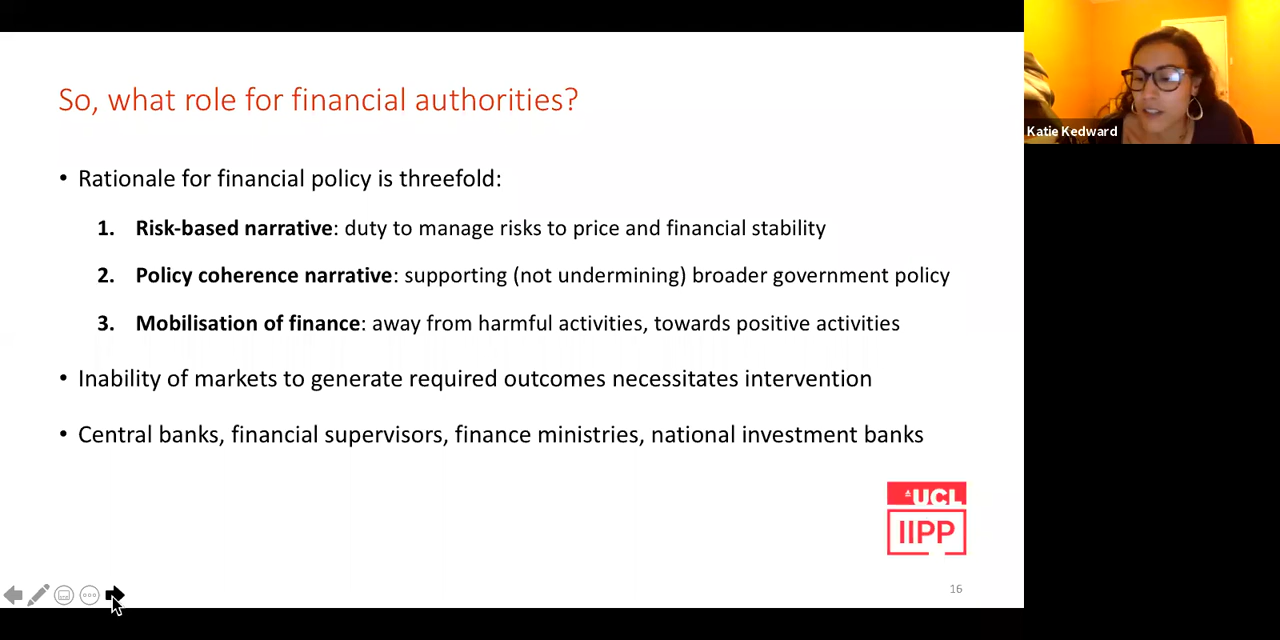 So, what role for financial authorities?
• Rationale for financial policy is threefold:
1. Risk-based narrative: duty to manage risks to price and financial stability
2. Policy coherence narrative: supporting (not undermining) broader government policy
3. Mobilisation of finance: away from harmful activities, towards positive activities
• Inability of markets to generate required outcomes necessitates intervention
• Central banks, financial supervisors, finance ministries, national investment banks
UCL
IIPP
16
Katie Kedward